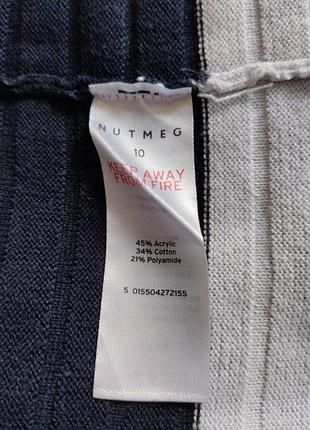 NUTMEG
10
KEEP AWAY
FROM FIRE
45% Acrylic
34% Cotton
21% Polyamide
5 015504272155